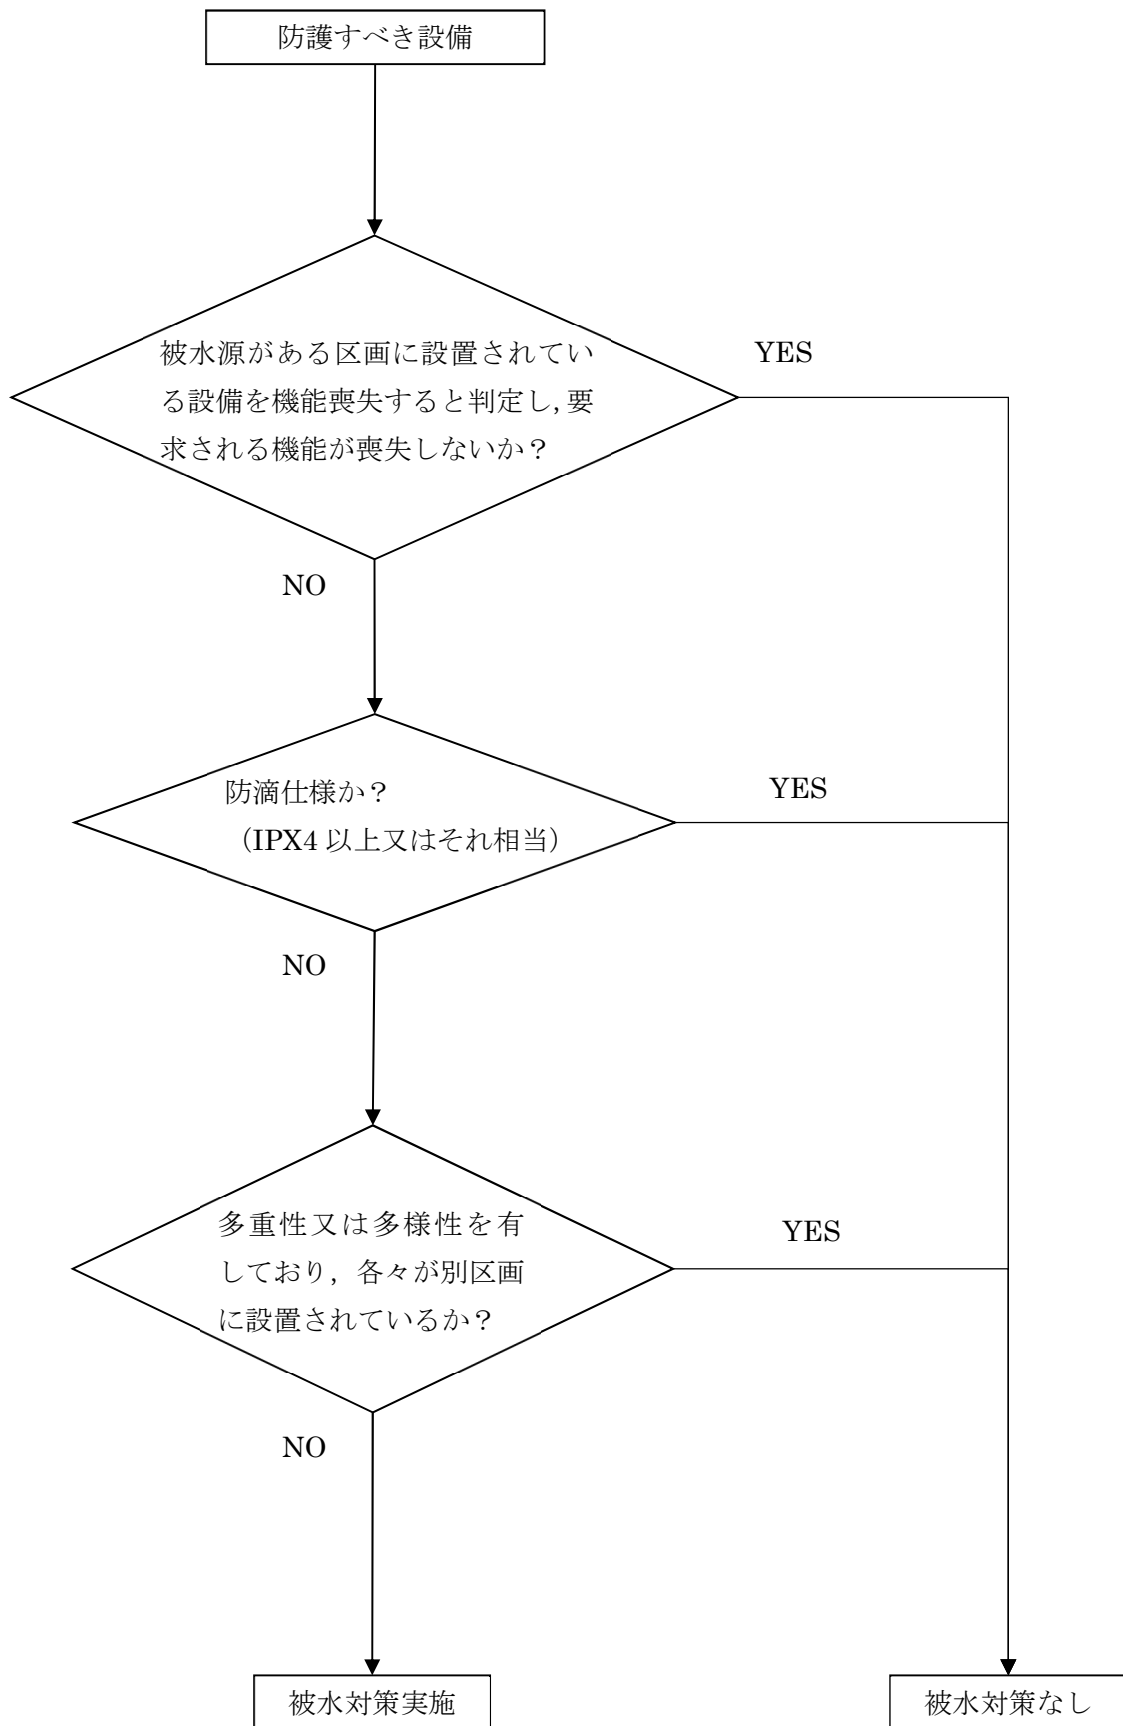 防護すべき設備
被水源がある区画に設置されてい
る設備を機能喪失すると判定し,要
求される機能が喪失しないか?
YES
NO
防滴仕様か?
(IPX4 以上又はそれ相当)
YES
NO
多重性又は多様性を有
しており,各々が別区画
に設置されているか?
YES
NO
被水対策実施
被水対策なし